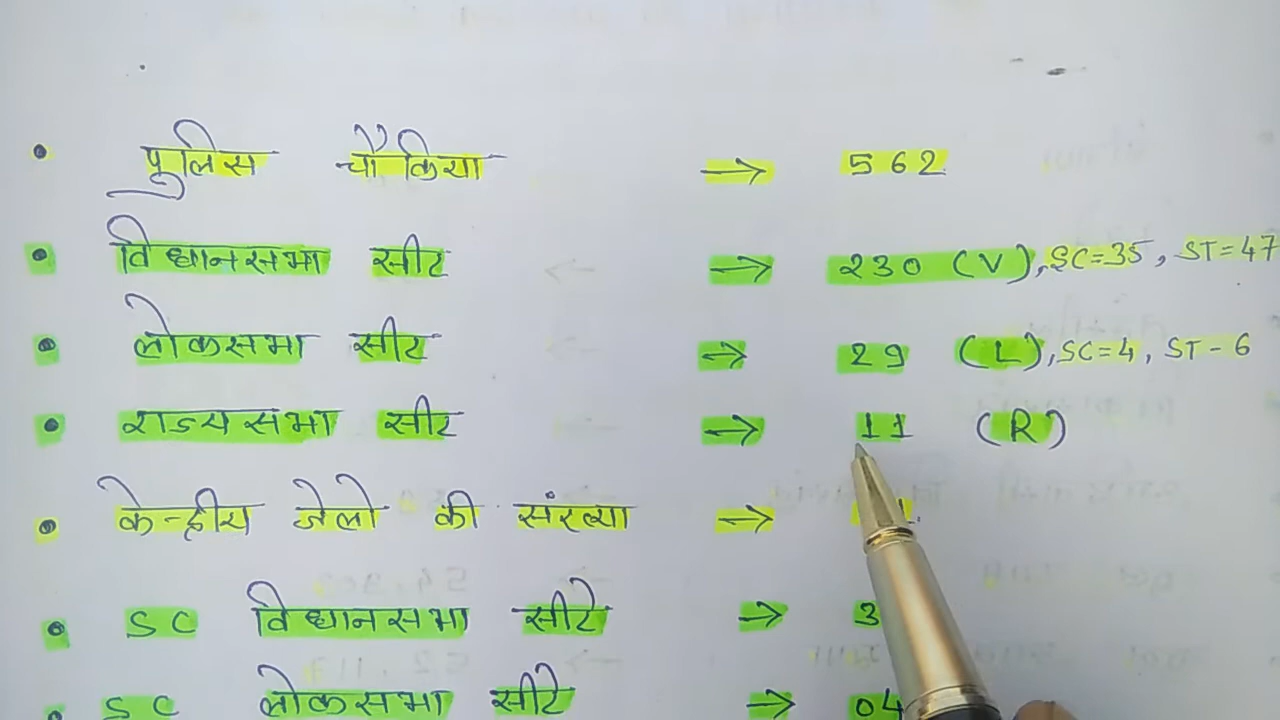 • पुलिस चौकिया → 562
• विधानसभा सीट → 230 (V), SC=35, ST=47
• लोकसभा सीट → 29 (L), SC=4, ST-6
• राज्यसभा सीट → 11 (R)
• केन्द्रीय जेलो की संख्या →
• SC विधानसभा सीटे → 3
• SC लोकसभा सीटे → 04